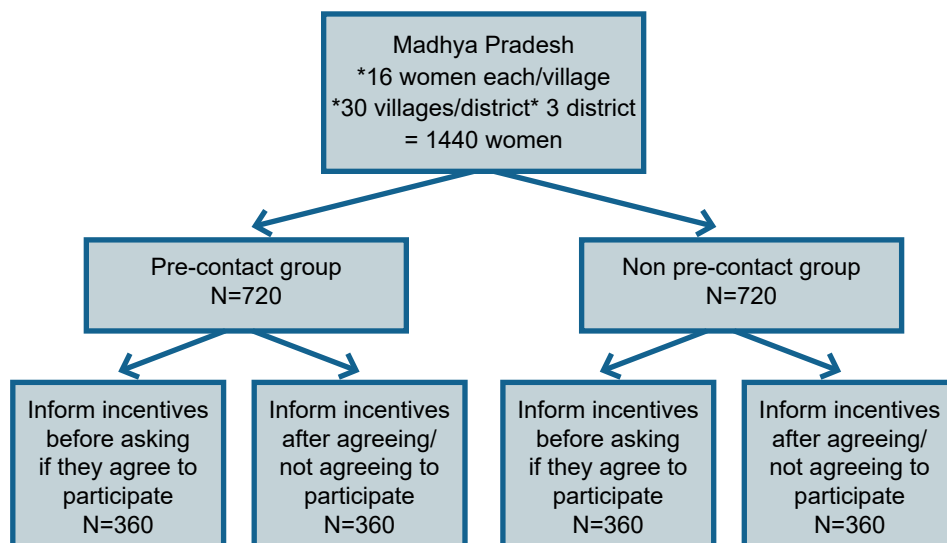 Madhya Pradesh
*16 women each/village
*30 villages/district* 3 district
= 1440 women
Pre-contact group
N=720
Non pre-contact group
N=720
Inform incentives
before asking
if they agree to
participate
N=360
Inform incentives
after agreeing/
not agreeing to
participate
N=360
Inform incentives
before asking
if they agree to
participate
N=360
Inform incentives
after agreeing/
not agreeing to
participate
N=360